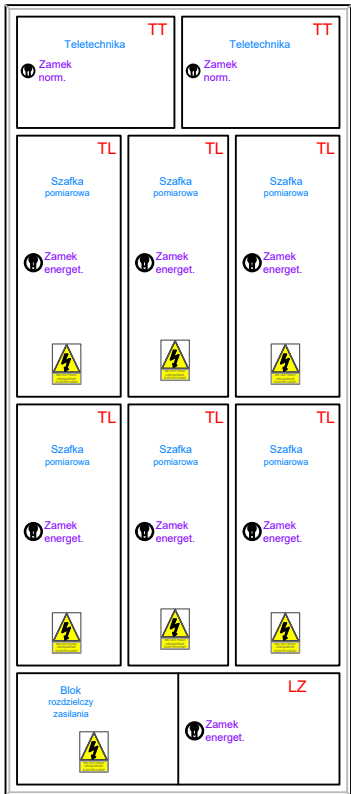 TT
Teletechnika
Zamek
norm.
TT
Teletechnika
Zamek
norm.
TL
Szafka
pomiarowa
Zamek
energet.
TL
Szafka
pomiarowa
Zamek
energet.
TL
Szafka
pomiarowa
Zamek
energet.
TL
Szafka
pomiarowa
Zamek
energet.
TL
Szafka
pomiarowa
Zamek
energet.
TL
Szafka
pomiarowa
Zamek
energet.
Blok
rozdzielczy
zasilania
LZ
Zamek
energet.